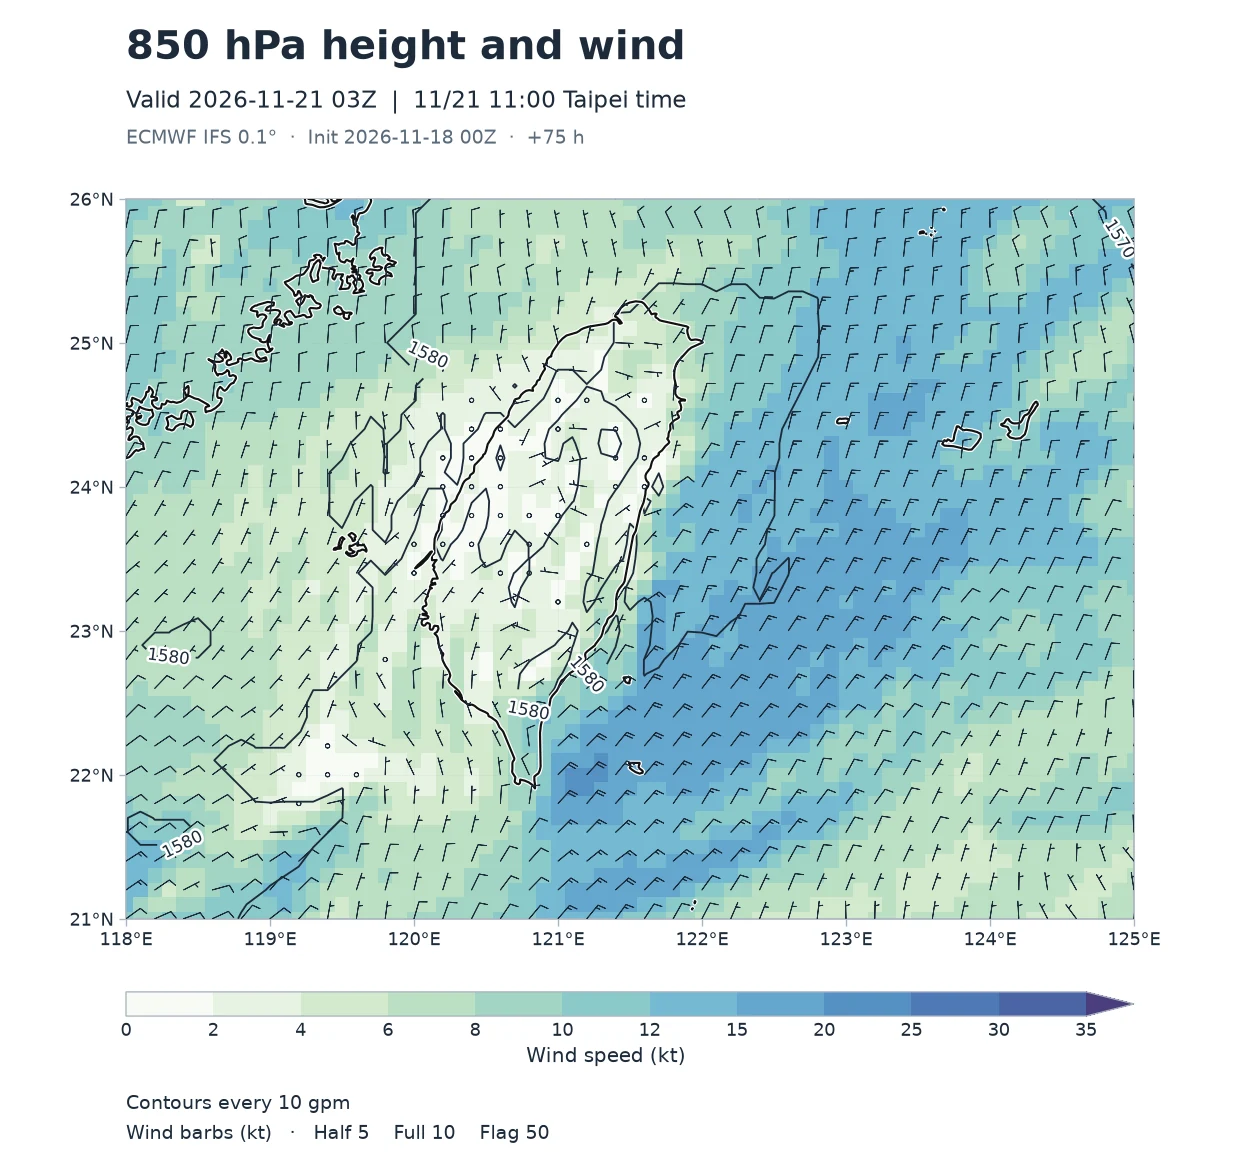 850 hPa height and wind
Valid 2026-11-21 03Z | 11/21 11:00 Taipei time
ECMWF IFS 0.1° · Init 2026-11-18 00Z · +75 h
26°N
1570
25°N
1580
24°N
23°N
1580
1580
1580
22°N
1580
21°N
118°E 119°E 120°E 121°E 122°E 123°E 124°E 125°E
0 2 4 6 8 10 12 15 20 25 30 35
Wind speed (kt)
Contours every 10 gpm
Wind barbs (kt) · Half 5 Full 10 Flag 50